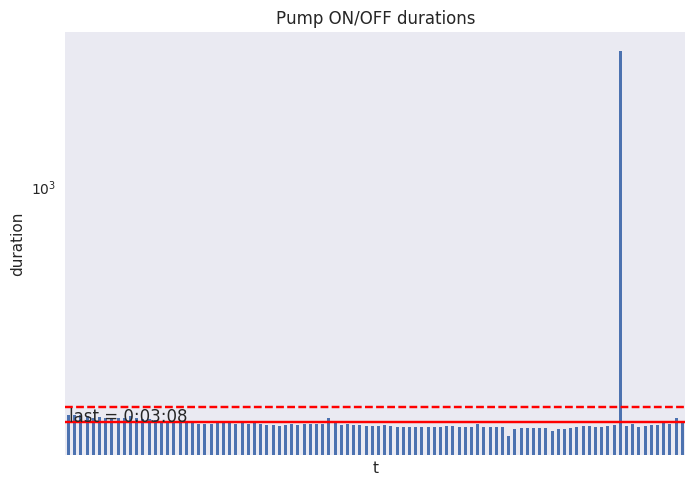 Pump ON/OFF durations
10³
duration
last = 0:03:08
t